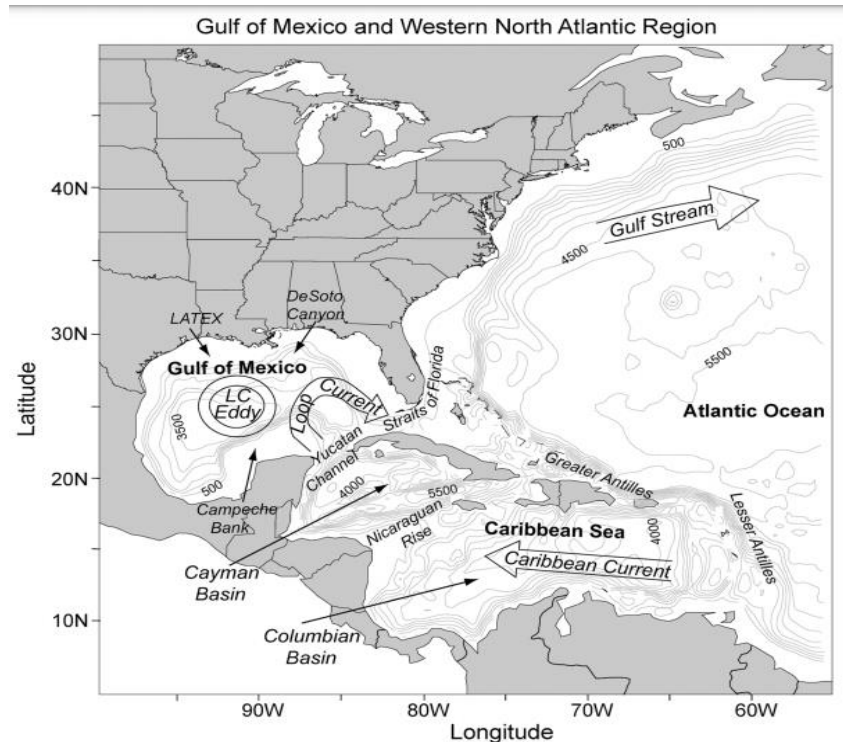 Gulf of Mexico and Western North Atlantic Region
500
40N
Gulf Stream
4500
DeSoto
Canyon
LATEX
30N
5500
Gulf of Mexico
LC
Eddy
Loop
Current
Straits of Florida
Atlantic Ocean
3500
Yucatan
Channel
20N
500
4000
5500
Greater Antilles
Campeche
Bank
Nicaraguan
Rise
Caribbean Sea
4000
Lesser Antilles
Caribbean Current
Cayman
Basin
10N
Columbian
Basin
90W
80W
70W
60W
Latitude
Longitude